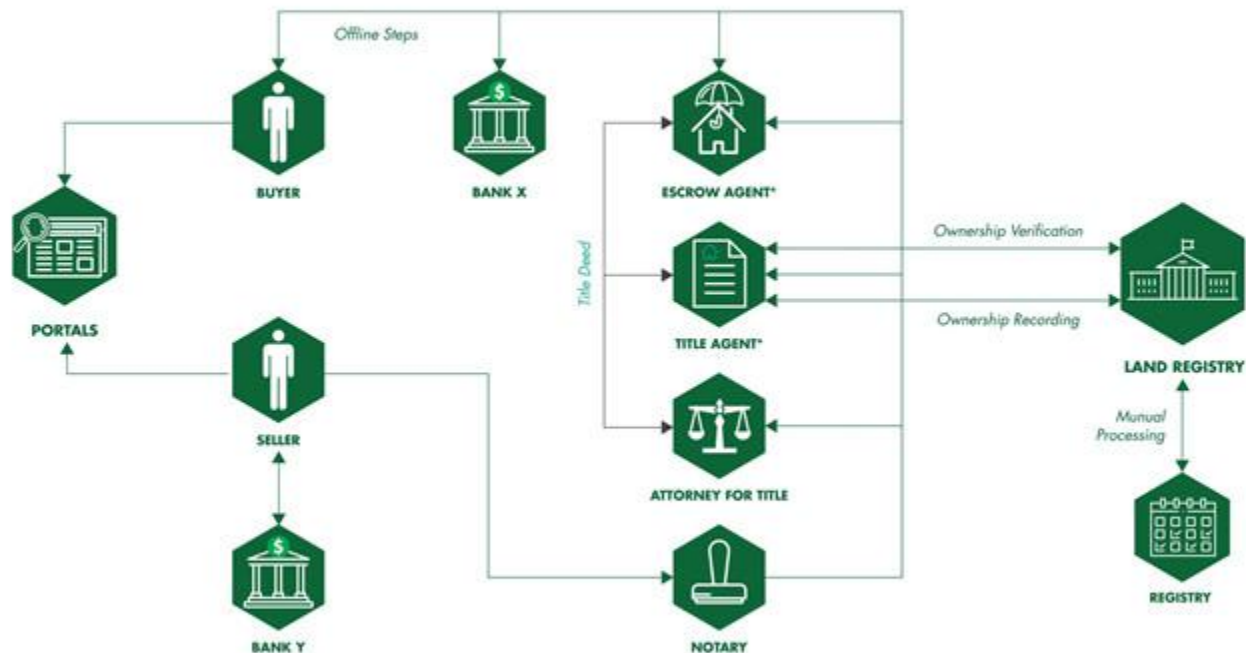 Offline Steps
BUYER
BANK X
ESCROW AGENT*
PORTALS
Title Deed
Ownership Verification
TITLE AGENT*
Ownership Recording
LAND REGISTRY
SELLER
Munual
Processing
ATTORNEY FOR TITLE
BANK Y
NOTARY
REGISTRY